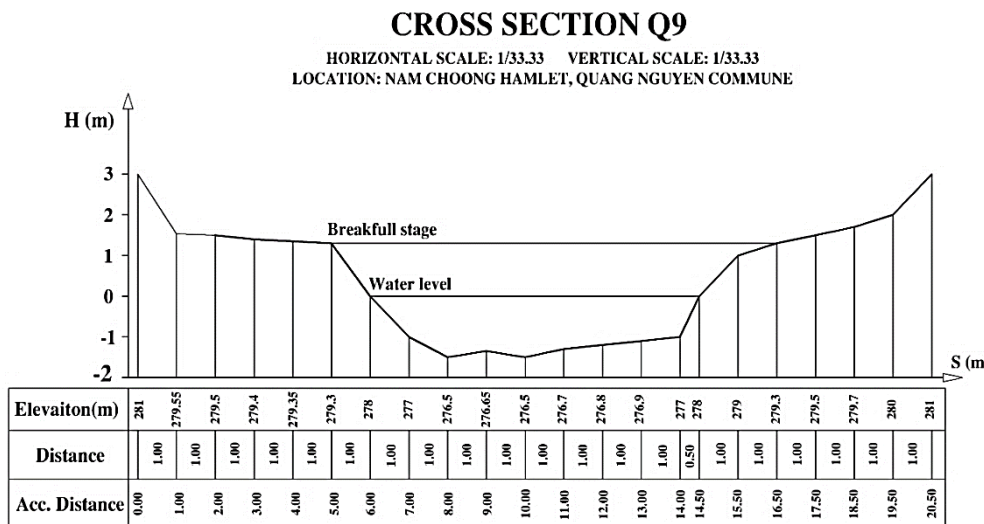 CROSS SECTION Q9
HORIZONTAL SCALE: 1/33.33 VERTICAL SCALE: 1/33.33
LOCATION: NAM CHOONG HAMLET, QUANG NGUYEN COMMUNE
H (m)
3
2
Breakfull stage
1
Water level
0
-1
-2
S (m
Elevaiton(m) 281 279.55 279.5 279.4 279.35 279.3 278 277 276.5 276.65 276.5 276.7 276.8 276.9 277 278 279 279.3 279.5 279.7 280 281
Distance 1.00 1.00 1.00 1.00 1.00 1.00 1.00 1.00 1.00 1.00 1.00 1.00 1.00 1.00 0.50 1.00 1.00 1.00 1.00 1.00 1.00
Acc. Distance 0.00 1.00 2.00 3.00 4.00 5.00 6.00 7.00 8.00 9.00 10.00 11.00 12.00 13.00 14.00 14.50 15.50 16.50 17.50 18.50 19.50 20.50